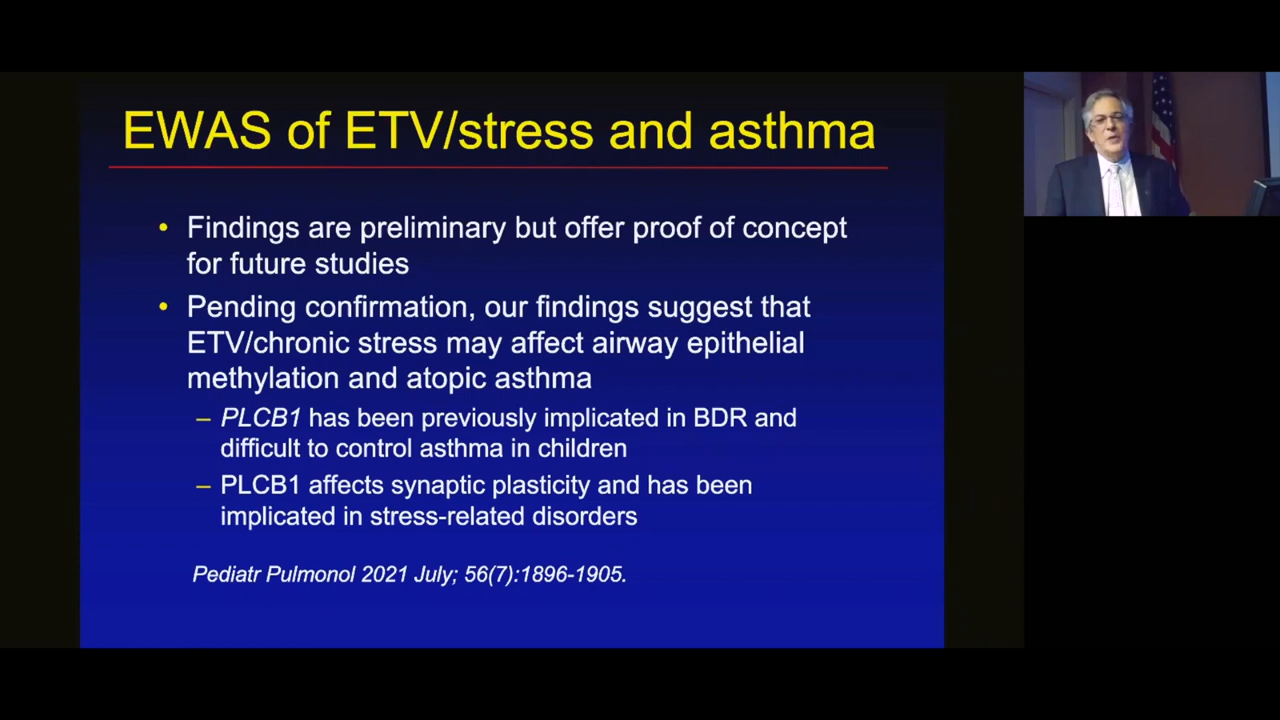 EWAS of ETV/stress and asthma
• Findings are preliminary but offer proof of concept
for future studies
• Pending confirmation, our findings suggest that
ETV/chronic stress may affect airway epithelial
methylation and atopic asthma
– PLCB1 has been previously implicated in BDR and
difficult to control asthma in children
– PLCB1 affects synaptic plasticity and has been
implicated in stress-related disorders
Pediatr Pulmonol 2021 July; 56(7):1896-1905.